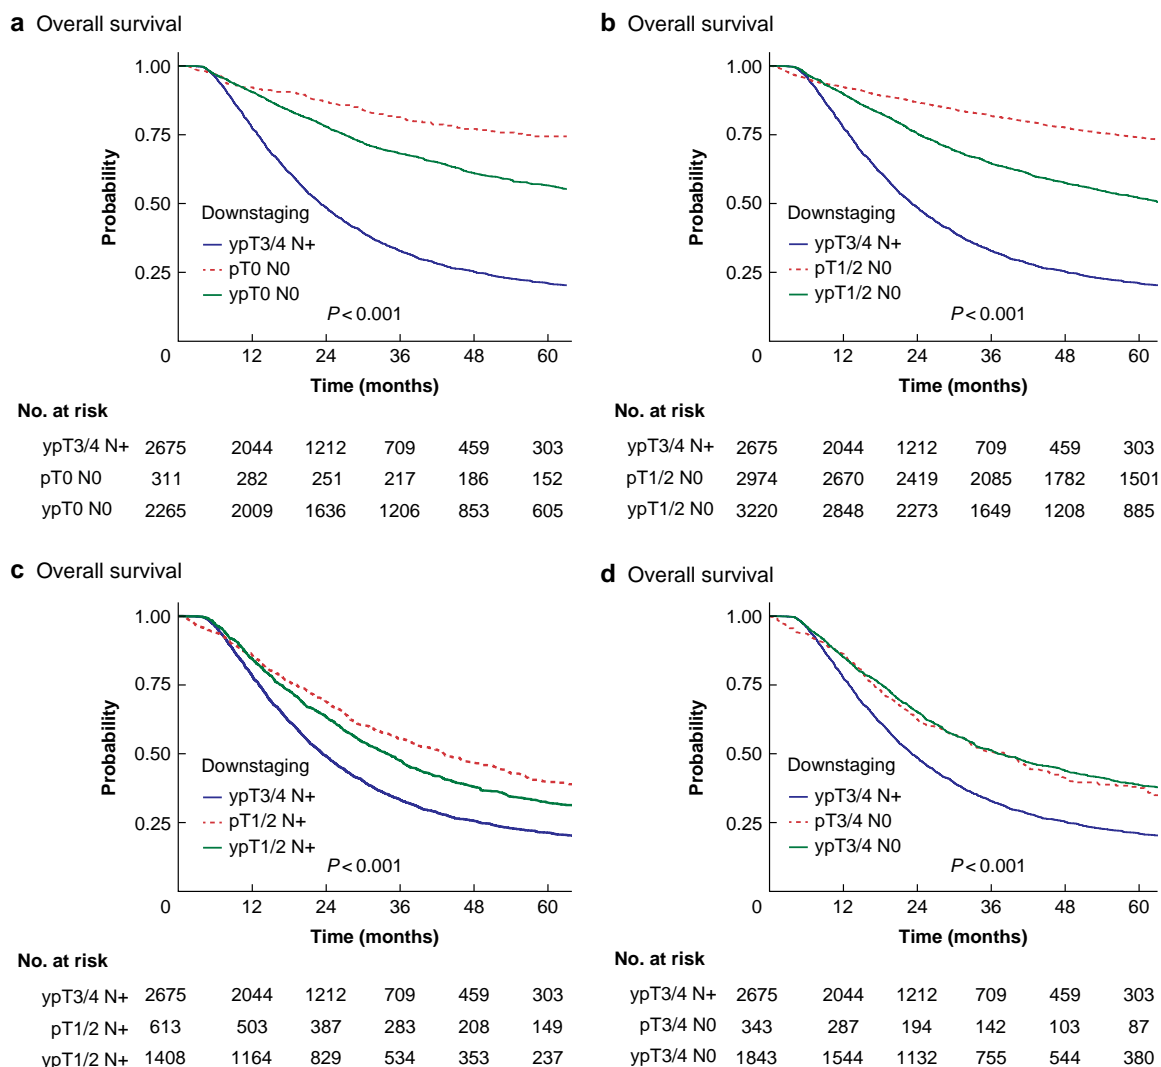 a Overall survival
1.00
0.75
0.50
0.25
0
Probability
Downstaging
ypT3/4 N+
pT0 N0
ypT0 N0
P < 0.001
12 24 36 48 60
Time (months)
No. at risk
ypT3/4 N+ 2675 2044 1212 709 459 303
pT0 N0 311 282 251 217 186 152
ypT0 N0 2265 2009 1636 1206 853 605
b Overall survival
1.00
0.75
0.50
0.25
0
Probability
Downstaging
ypT3/4 N+
pT1/2 N0
ypT1/2 N0
P < 0.001
12 24 36 48 60
Time (months)
No. at risk
ypT3/4 N+ 2675 2044 1212 709 459 303
pT1/2 N0 2974 2670 2419 2085 1782 1501
ypT1/2 N0 3220 2848 2273 1649 1208 885
c Overall survival
1.00
0.75
0.50
0.25
0
Probability
Downstaging
ypT3/4 N+
pT1/2 N+
ypT1/2 N+
P < 0.001
12 24 36 48 60
Time (months)
No. at risk
ypT3/4 N+ 2675 2044 1212 709 459 303
pT1/2 N+ 613 503 387 283 208 149
ypT1/2 N+ 1408 1164 829 534 353 237
d Overall survival
1.00
0.75
0.50
0.25
0
Probability
Downstaging
ypT3/4 N+
pT3/4 N0
ypT3/4 N0
P < 0.001
12 24 36 48 60
Time (months)
No. at risk
ypT3/4 N+ 2675 2044 1212 709 459 303
pT3/4 N0 343 287 194 142 103 87
ypT3/4 N0 1843 1544 1132 755 544 380